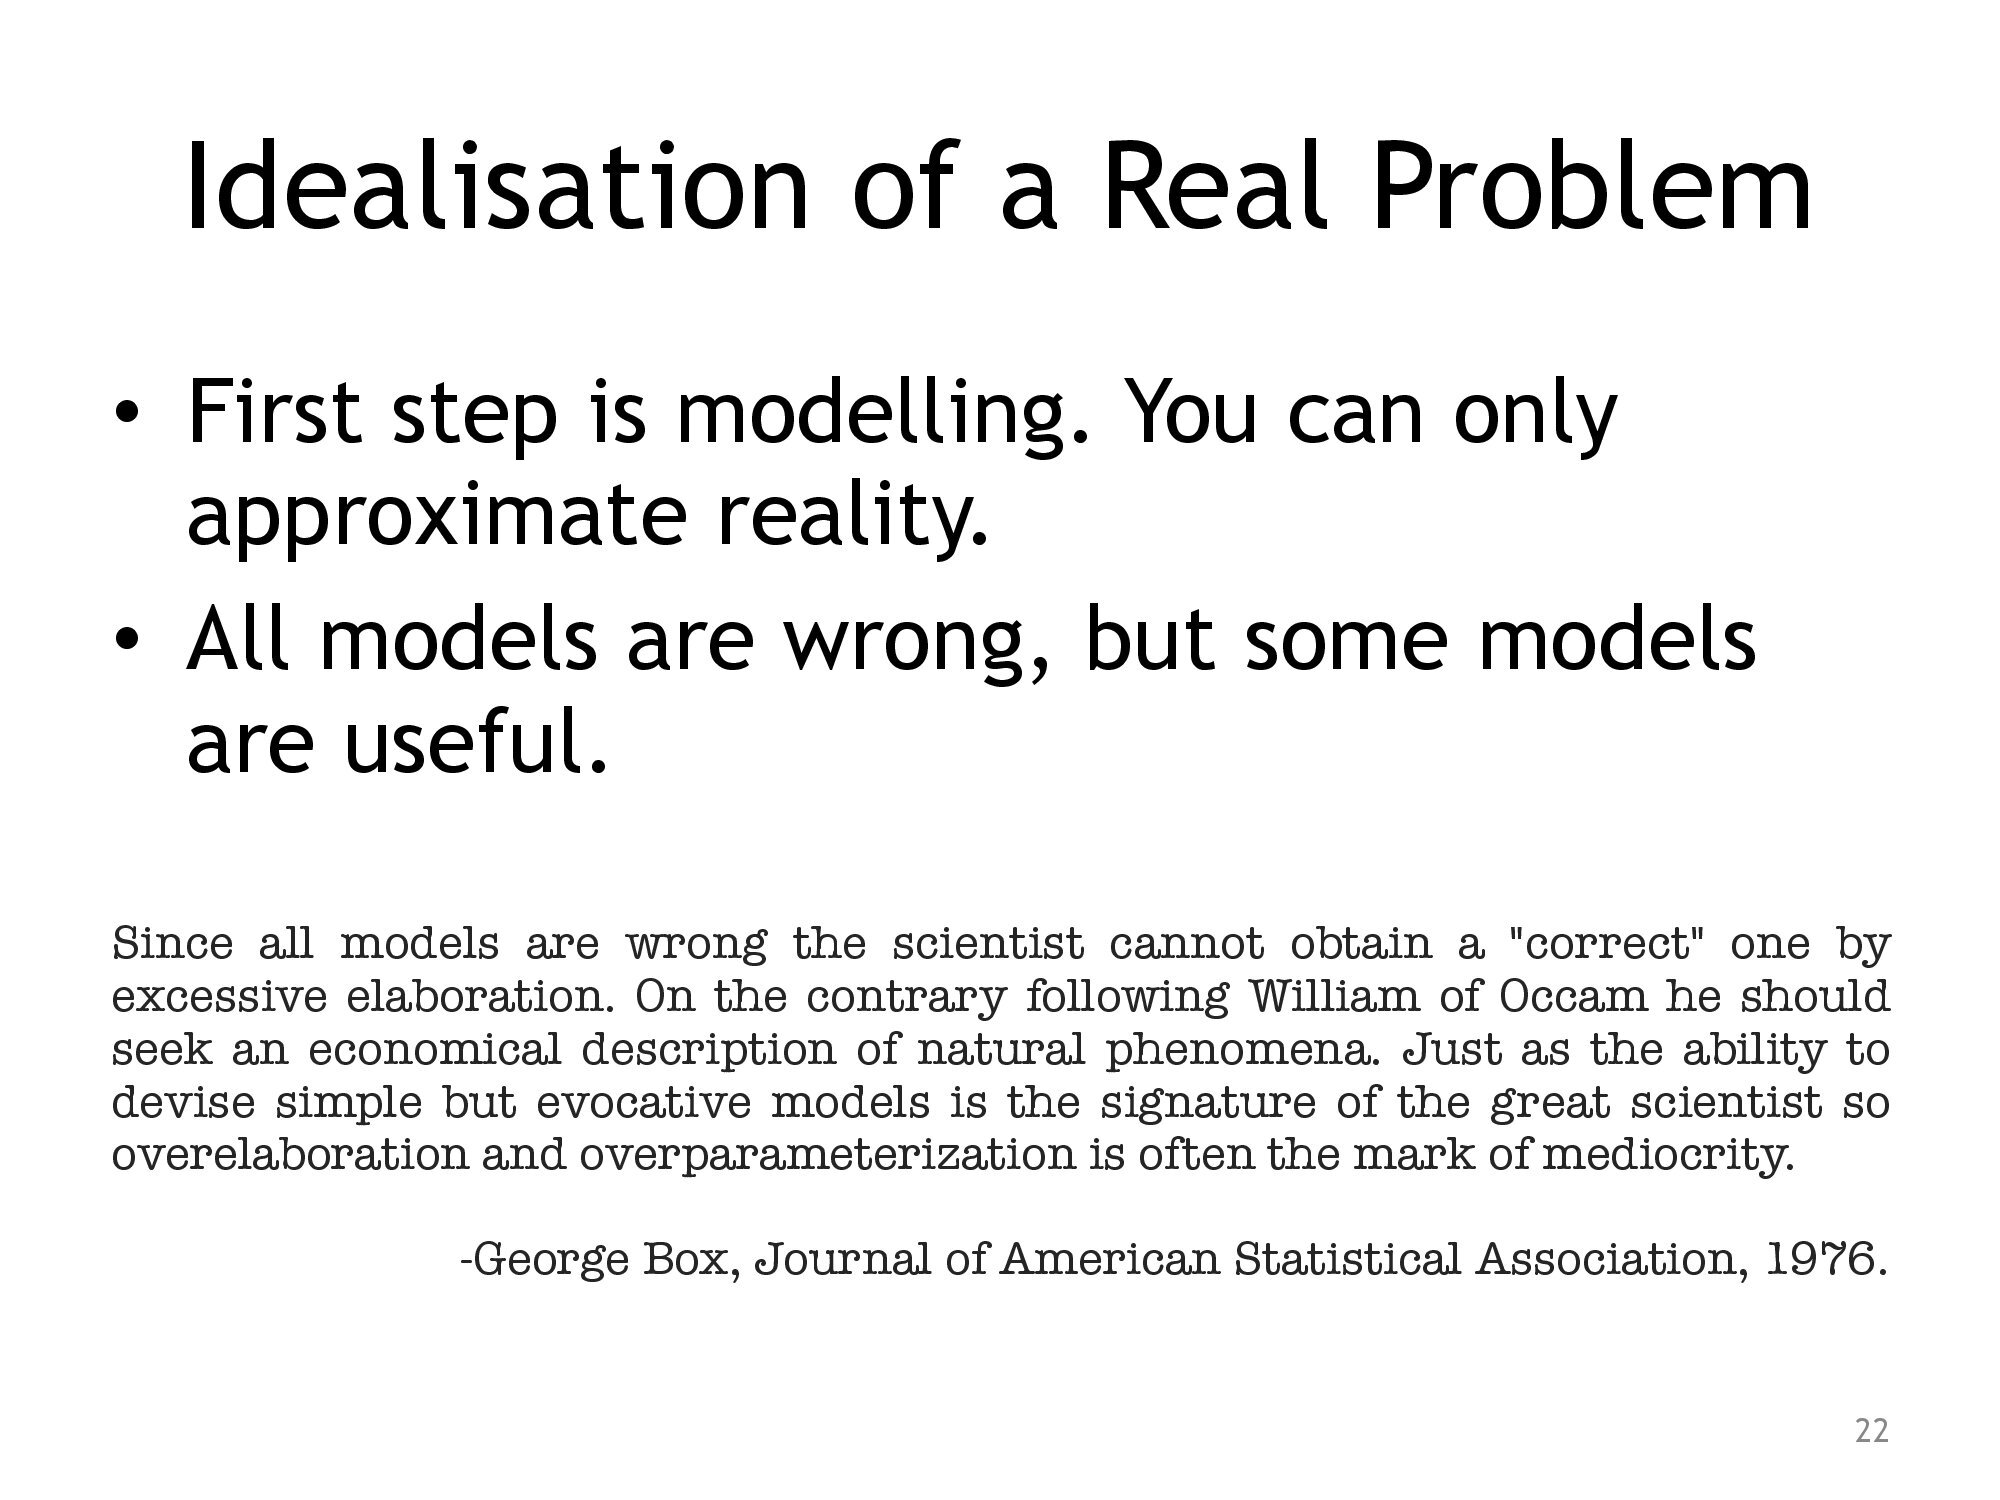 Idealisation of a Real Problem
• First step is modelling. You can only
approximate reality.
• All models are wrong, but some models
are useful.
Since all models are wrong the scientist cannot obtain a "correct" one by
excessive elaboration. On the contrary following William of Occam he should
seek an economical description of natural phenomena. Just as the ability to
devise simple but evocative models is the signature of the great scientist so
overelaboration and overparameterization is often the mark of mediocrity.
-George Box, Journal of American Statistical Association, 1976.
22